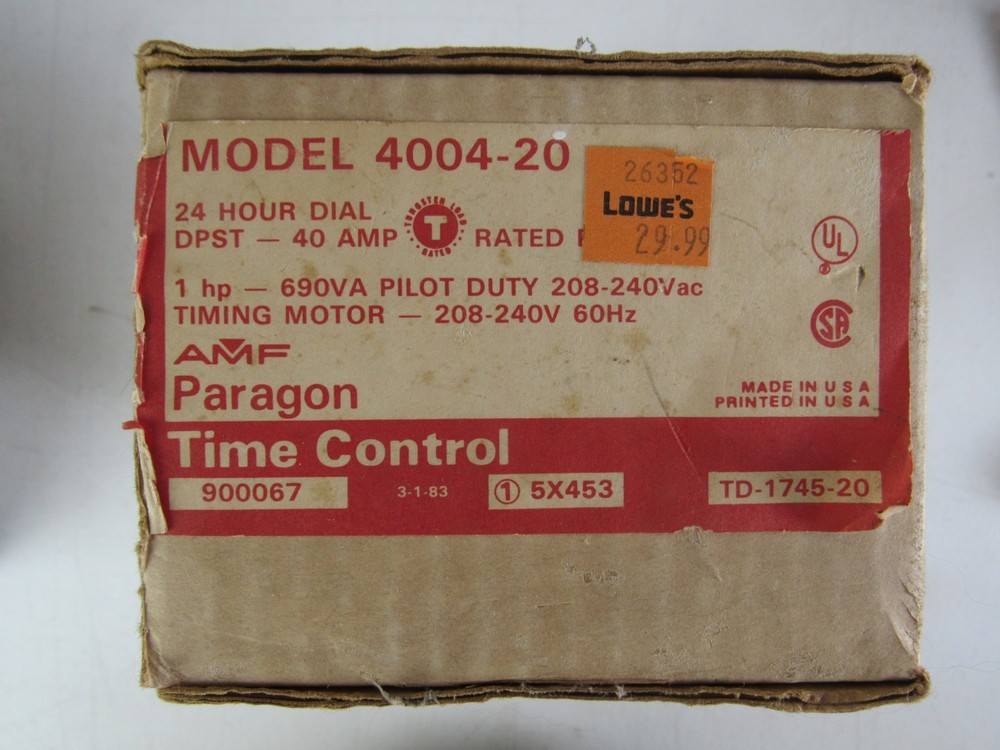 MODEL 4004-20
26352
LOWE'S
29.99
24 HOUR DIAL
DPST — 40 AMP
TUNGSTEN LOAD
T
RATED
RATED
1 hp — 690VA PILOT DUTY 208-240Vac
TIMING MOTOR — 208-240V 60Hz
UL
SA
AMF
Paragon
MADE IN U S A
PRINTED IN U S A
Time Control
900067
3-1-83
1 5X453
TD-1745-20